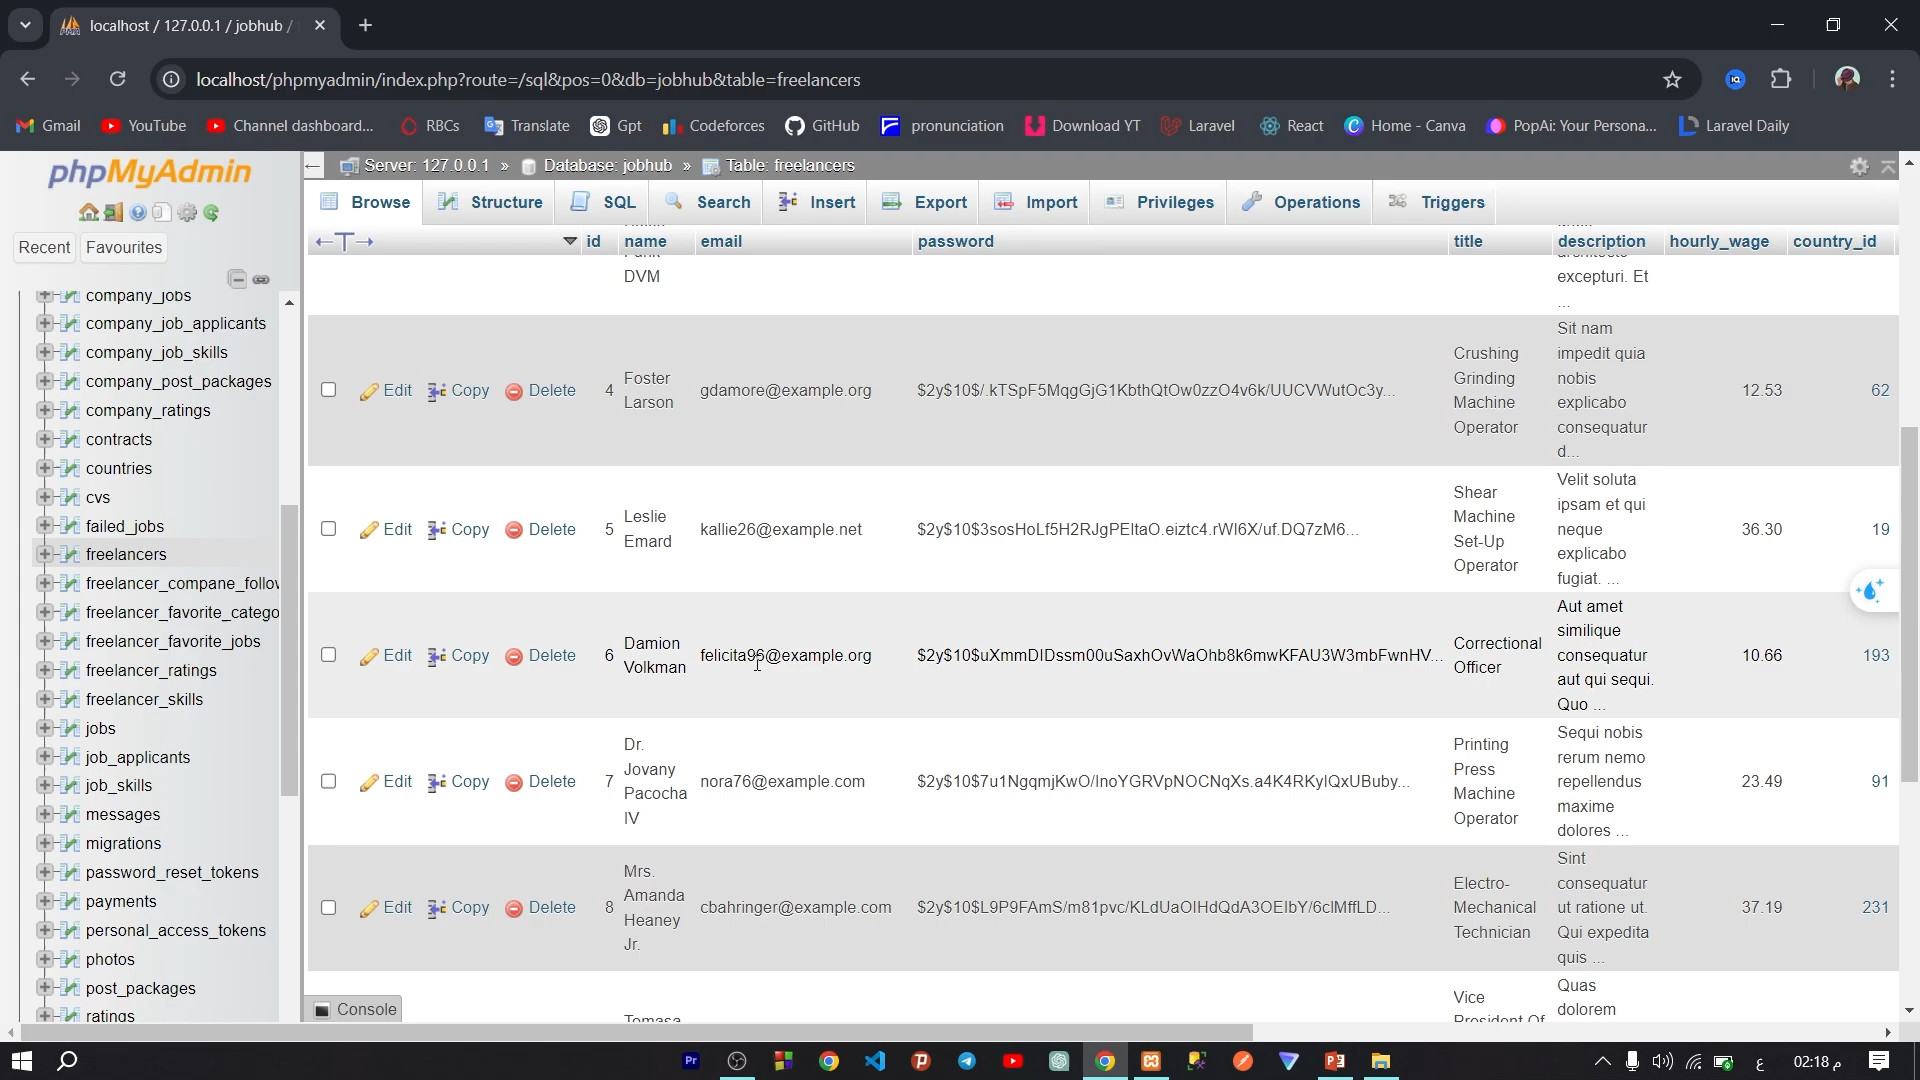 localhost / 127.0.0.1 / jobhub /
localhost/phpmyadmin/index.php?route=/sql&pos=0&db=jobhub&table=freelancers
Gmail YouTube Channel dashboard... RBCs Translate Gpt Codeforces GitHub pronunciation Download YT Laravel React Home - Canva PopAi: Your Persona... Laravel Daily
phpMyAdmin
Recent Favourites
company_jobs
company_job_applicants
company_job_skills
company_post_packages
company_ratings
contracts
countries
cvs
failed_jobs
freelancers
freelancer_compane_follow
freelancer_favorite_catego
freelancer_favorite_jobs
freelancer_ratings
freelancer_skills
jobs
job_applicants
job_skills
messages
migrations
password_reset_tokens
payments
personal_access_tokens
photos
post_packages
ratings
Server: 127.0.0.1 » Database: jobhub » Table: freelancers
Browse Structure SQL Search Insert Export Import Privileges Operations Triggers
id name email password title description hourly_wage country_id
DVM
excepturi. Et
...
Edit Copy Delete 4
Foster
Larson
gdamore@example.org
$2y$10$/.kTSpF5MqgGjG1KbthQtOw0zzO4v6k/UUCVWutOc3y...
Crushing
Grinding
Machine
Operator
Sit nam
impedit quia
nobis
explicabo
consequatur
d...
12.53
62
Edit Copy Delete 5
Leslie
Emard
kallie26@example.net
$2y$10$3sosHoLf5H2RJgPEltaO.eiztc4.rWl6X/uf.DQ7zM6...
Shear
Machine
Set-Up
Operator
Velit soluta
ipsam et qui
neque
explicabo
fugiat. ...
36.30
19
Edit Copy Delete 6
Damion
Volkman
felicita96@example.org
$2y$10$uXmmDIDssm00uSaxhOvWaOhb8k6mwKFAU3W3mbFwnHV...
Correctional
Officer
Aut amet
similique
consequatur
aut qui sequi.
Quo ...
10.66
193
Edit Copy Delete 7
Dr.
Jovany
Pacocha
IV
nora76@example.com
$2y$10$7u1NgqmjKwO/lnoYGRVpNOCNqXs.a4K4RKylQxUBuby...
Printing
Press
Machine
Operator
Sequi nobis
rerum nemo
repellendus
maxime
dolores ...
23.49
91
Edit Copy Delete 8
Mrs.
Amanda
Heaney
Jr.
cbahringer@example.com
$2y$10$L9P9FAmS/m81pvc/KLdUaOlHdQdA3OElbY/6clMffLD...
Electro-
Mechanical
Technician
Sint
consequatur
ut ratione ut.
Qui expedita
quis ...
37.19
231
Vice
Quas
dolorem
Console
ع
02:18 م